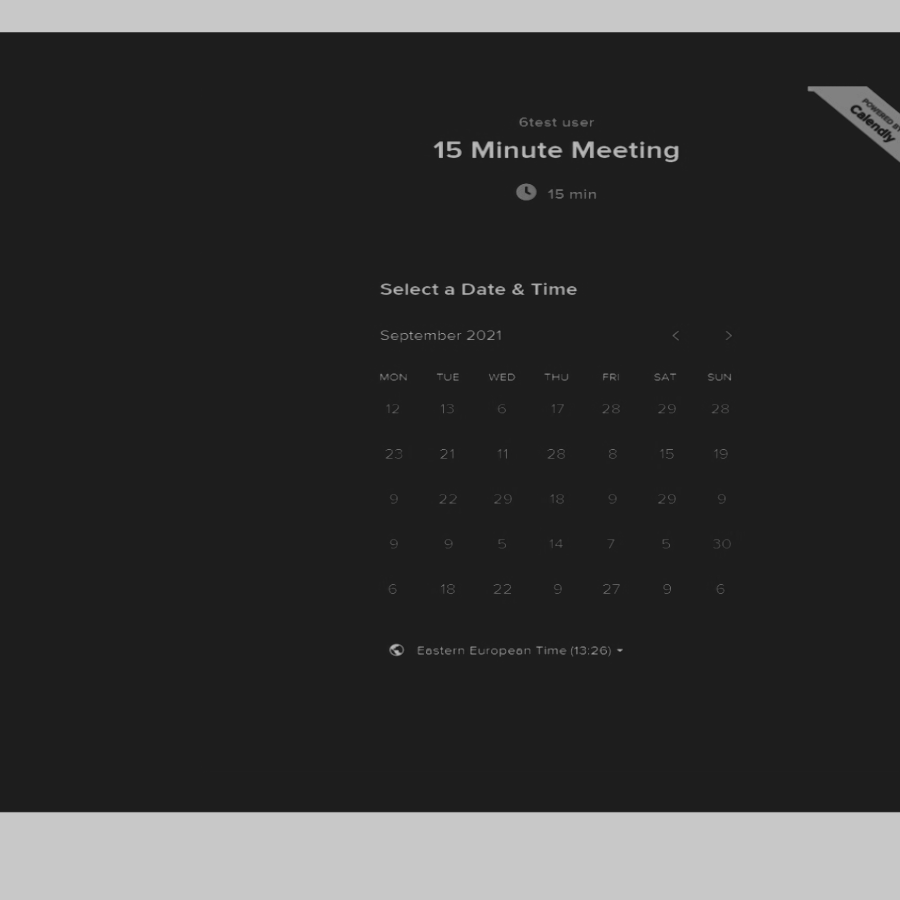 POWERED BY
Calendly
6test user
15 Minute Meeting
15 min
Select a Date & Time
September 2021
MON TUE WED THU FRI SAT SUN
12 13 6 17 28 29 28
23 21 11 28 8 15 19
9 22 29 18 9 29 9
9 9 5 14 7 5 30
6 18 22 9 27 9 6
Eastern European Time (13:26)